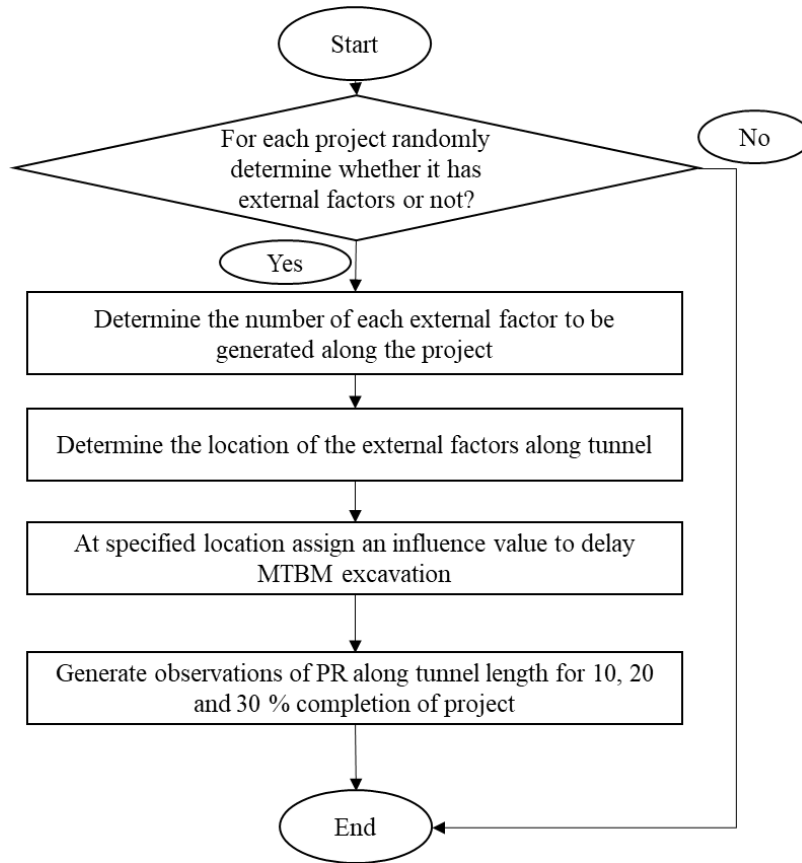 Start
For each project randomly
determine whether it has
external factors or not?
No
Yes
Determine the number of each external factor to be
generated along the project
Determine the location of the external factors along tunnel
At specified location assign an influence value to delay
MTBM excavation
Generate observations of PR along tunnel length for 10, 20
and 30 % completion of project
End